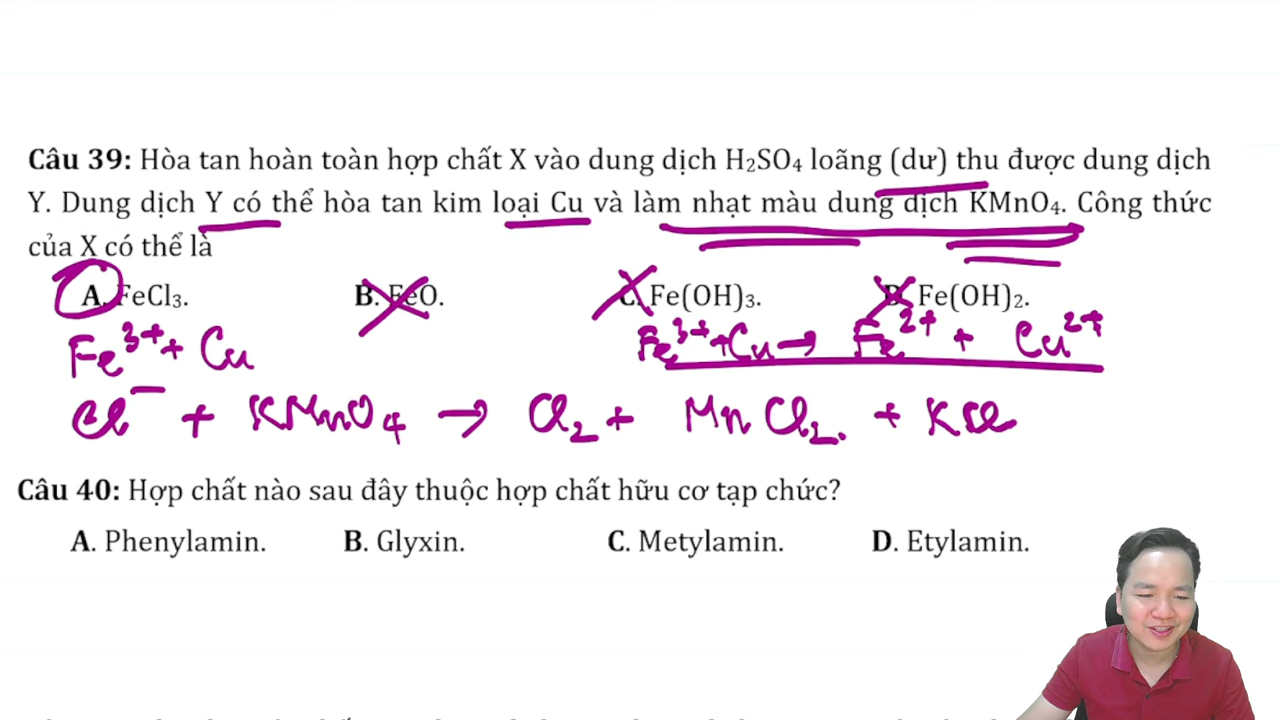 Câu 39: Hòa tan hoàn toàn hợp chất X vào dung dịch H₂SO₄ loãng (dư) thu được dung dịch
Y. Dung dịch Y có thể hòa tan kim loại Cu và làm nhạt màu dung dịch KMnO₄. Công thức
của X có thể là
A. FeCl₃. B. FeO. C. Fe(OH)₃. D. Fe(OH)₂.
Fe³⁺ + Cu Fe³⁺ + Cu → Fe²⁺ + Cu²⁺
Cl⁻ + KMnO₄ → Cl₂ + MnCl₂ + KCl
Câu 40: Hợp chất nào sau đây thuộc hợp chất hữu cơ tạp chức?
A. Phenylamin. B. Glyxin. C. Metylamin. D. Etylamin.